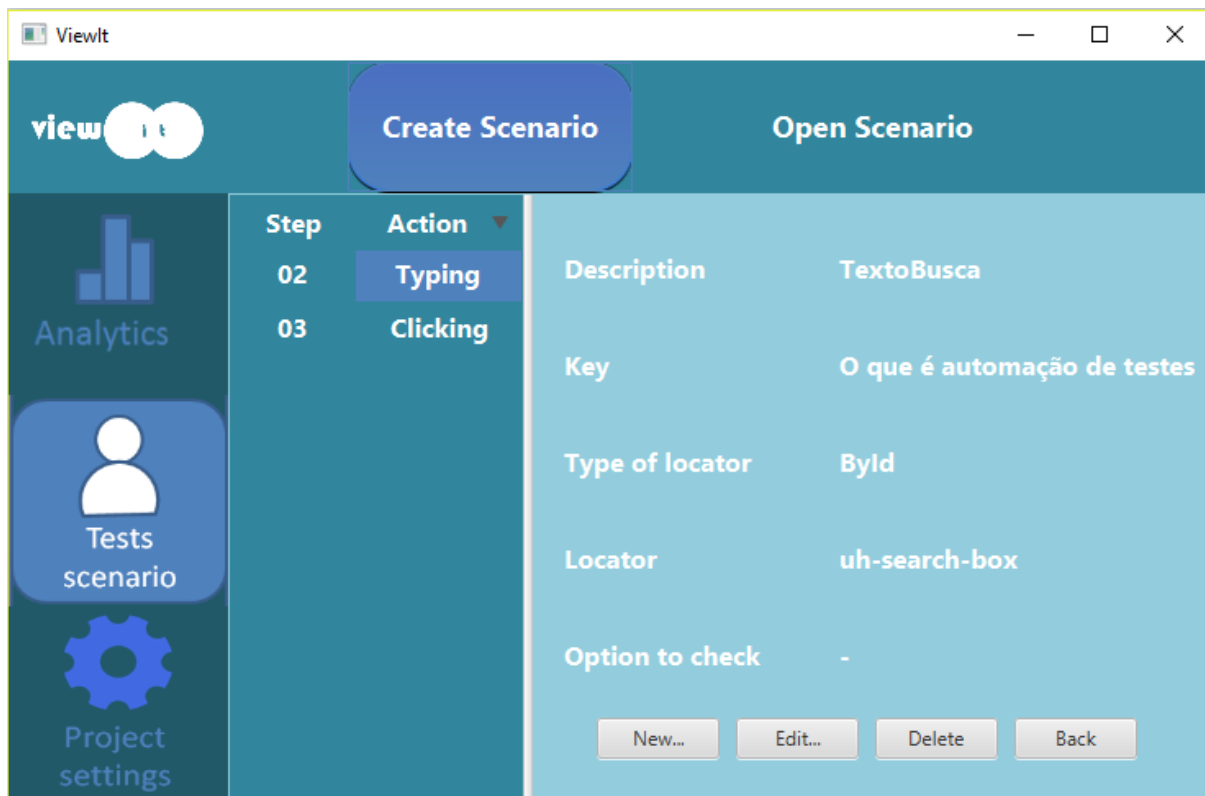 ViewIt
view it
Create Scenario
Open Scenario
Analytics
Tests
scenario
Project
settings
Step Action
02 Typing
03 Clicking
Description TextoBusca
Key O que é automação de testes
Type of locator ById
Locator uh-search-box
Option to check -
New... Edit... Delete Back